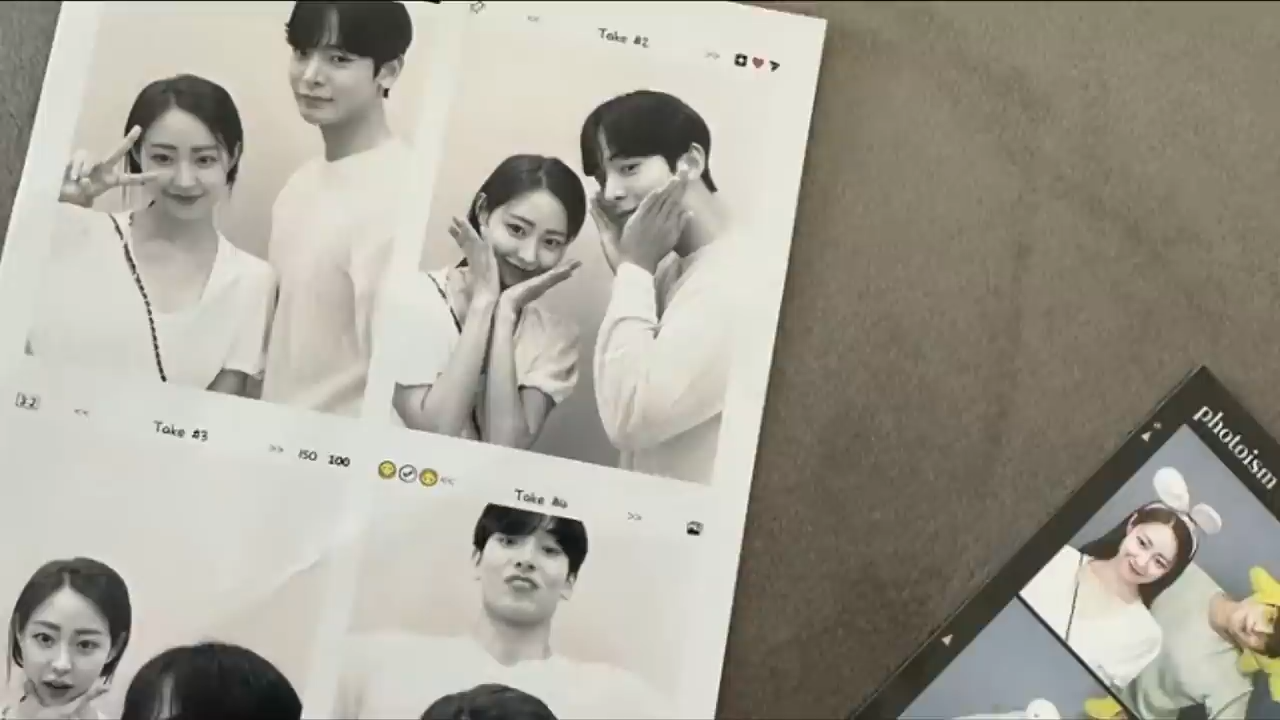 << Take #2 >>
<< Take #3 >> ISO 100
<< Take #4 >>
photoism